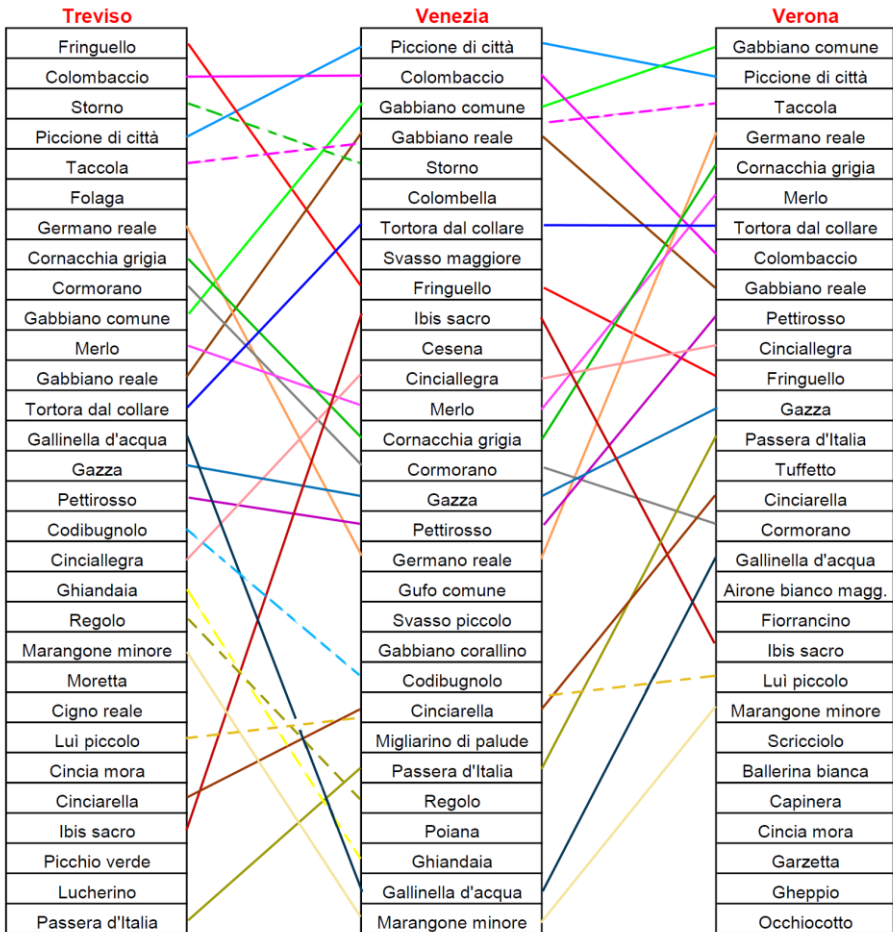 Treviso Venezia Verona
Fringuello Piccione di città Gabbiano comune
Colombaccio Colombaccio Piccione di città
Storno Gabbiano comune Taccola
Piccione di città Gabbiano reale Germano reale
Taccola Storno Cornacchia grigia
Folaga Colombella Merlo
Germano reale Tortora dal collare Tortora dal collare
Cornacchia grigia Svasso maggiore Colombaccio
Cormorano Fringuello Gabbiano reale
Gabbiano comune Ibis sacro Pettirosso
Merlo Cesena Cinciallegra
Gabbiano reale Cinciallegra Fringuello
Tortora dal collare Merlo Gazza
Gallinella d'acqua Cornacchia grigia Passera d'Italia
Gazza Cormorano Tuffetto
Pettirosso Gazza Cinciarella
Codibugnolo Pettirosso Cormorano
Cinciallegra Germano reale Gallinella d'acqua
Ghiandaia Gufo comune Airone bianco magg.
Regolo Svasso piccolo Fiorrancino
Marangone minore Gabbiano corallino Ibis sacro
Moretta Codibugnolo Luì piccolo
Cigno reale Cinciarella Marangone minore
Luì piccolo Migliarino di palude Scricciolo
Cincia mora Passera d'Italia Ballerina bianca
Cinciarella Regolo Capinera
Ibis sacro Poiana Cincia mora
Picchio verde Ghiandaia Garzetta
Lucherino Gallinella d'acqua Gheppio
Passera d'Italia Marangone minore Occhiocotto